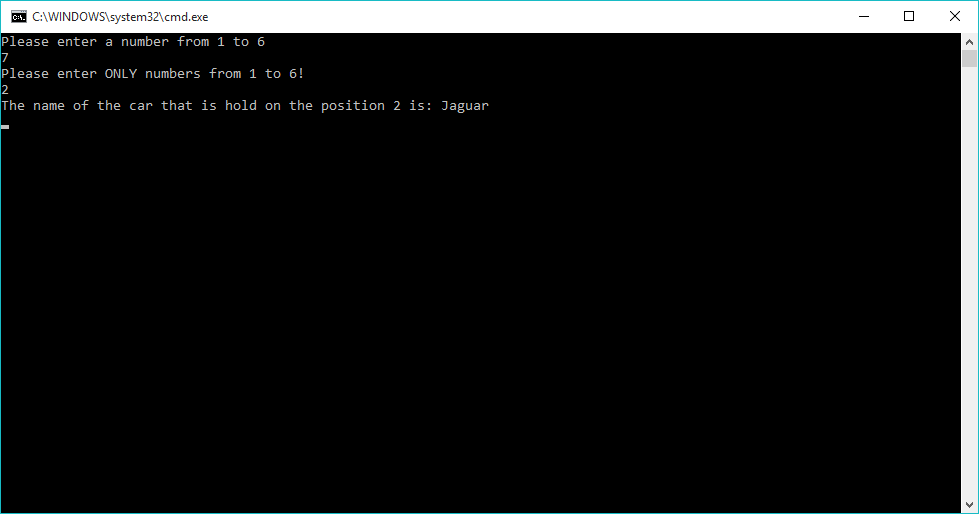 C:\WINDOWS\system32\cmd.exe
Please enter a number from 1 to 6
7
Please enter ONLY numbers from 1 to 6!
2
The name of the car that is hold on the position 2 is: Jaguar